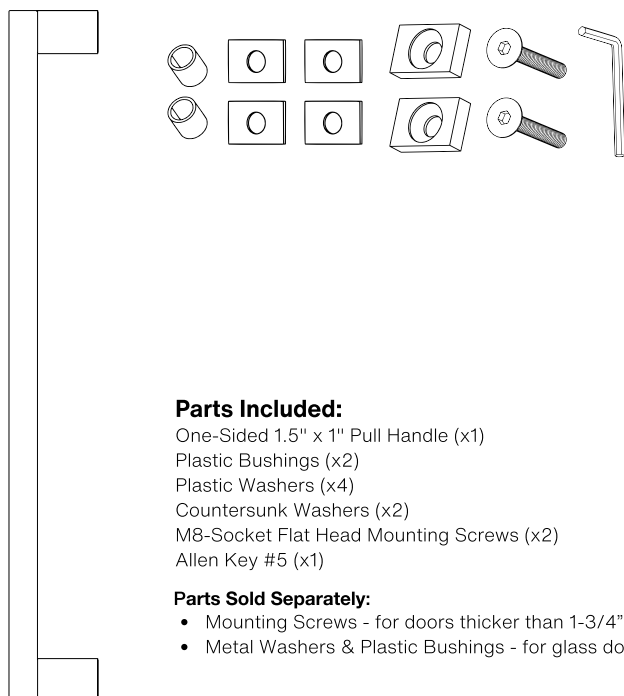 Parts Included:
One-Sided 1.5" x 1" Pull Handle (x1)
Plastic Bushings (x2)
Plastic Washers (x4)
Countersunk Washers (x2)
M8-Socket Flat Head Mounting Screws (x2)
Allen Key #5 (x1)
Parts Sold Separately:
• Mounting Screws - for doors thicker than 1-3/4”
• Metal Washers & Plastic Bushings - for glass